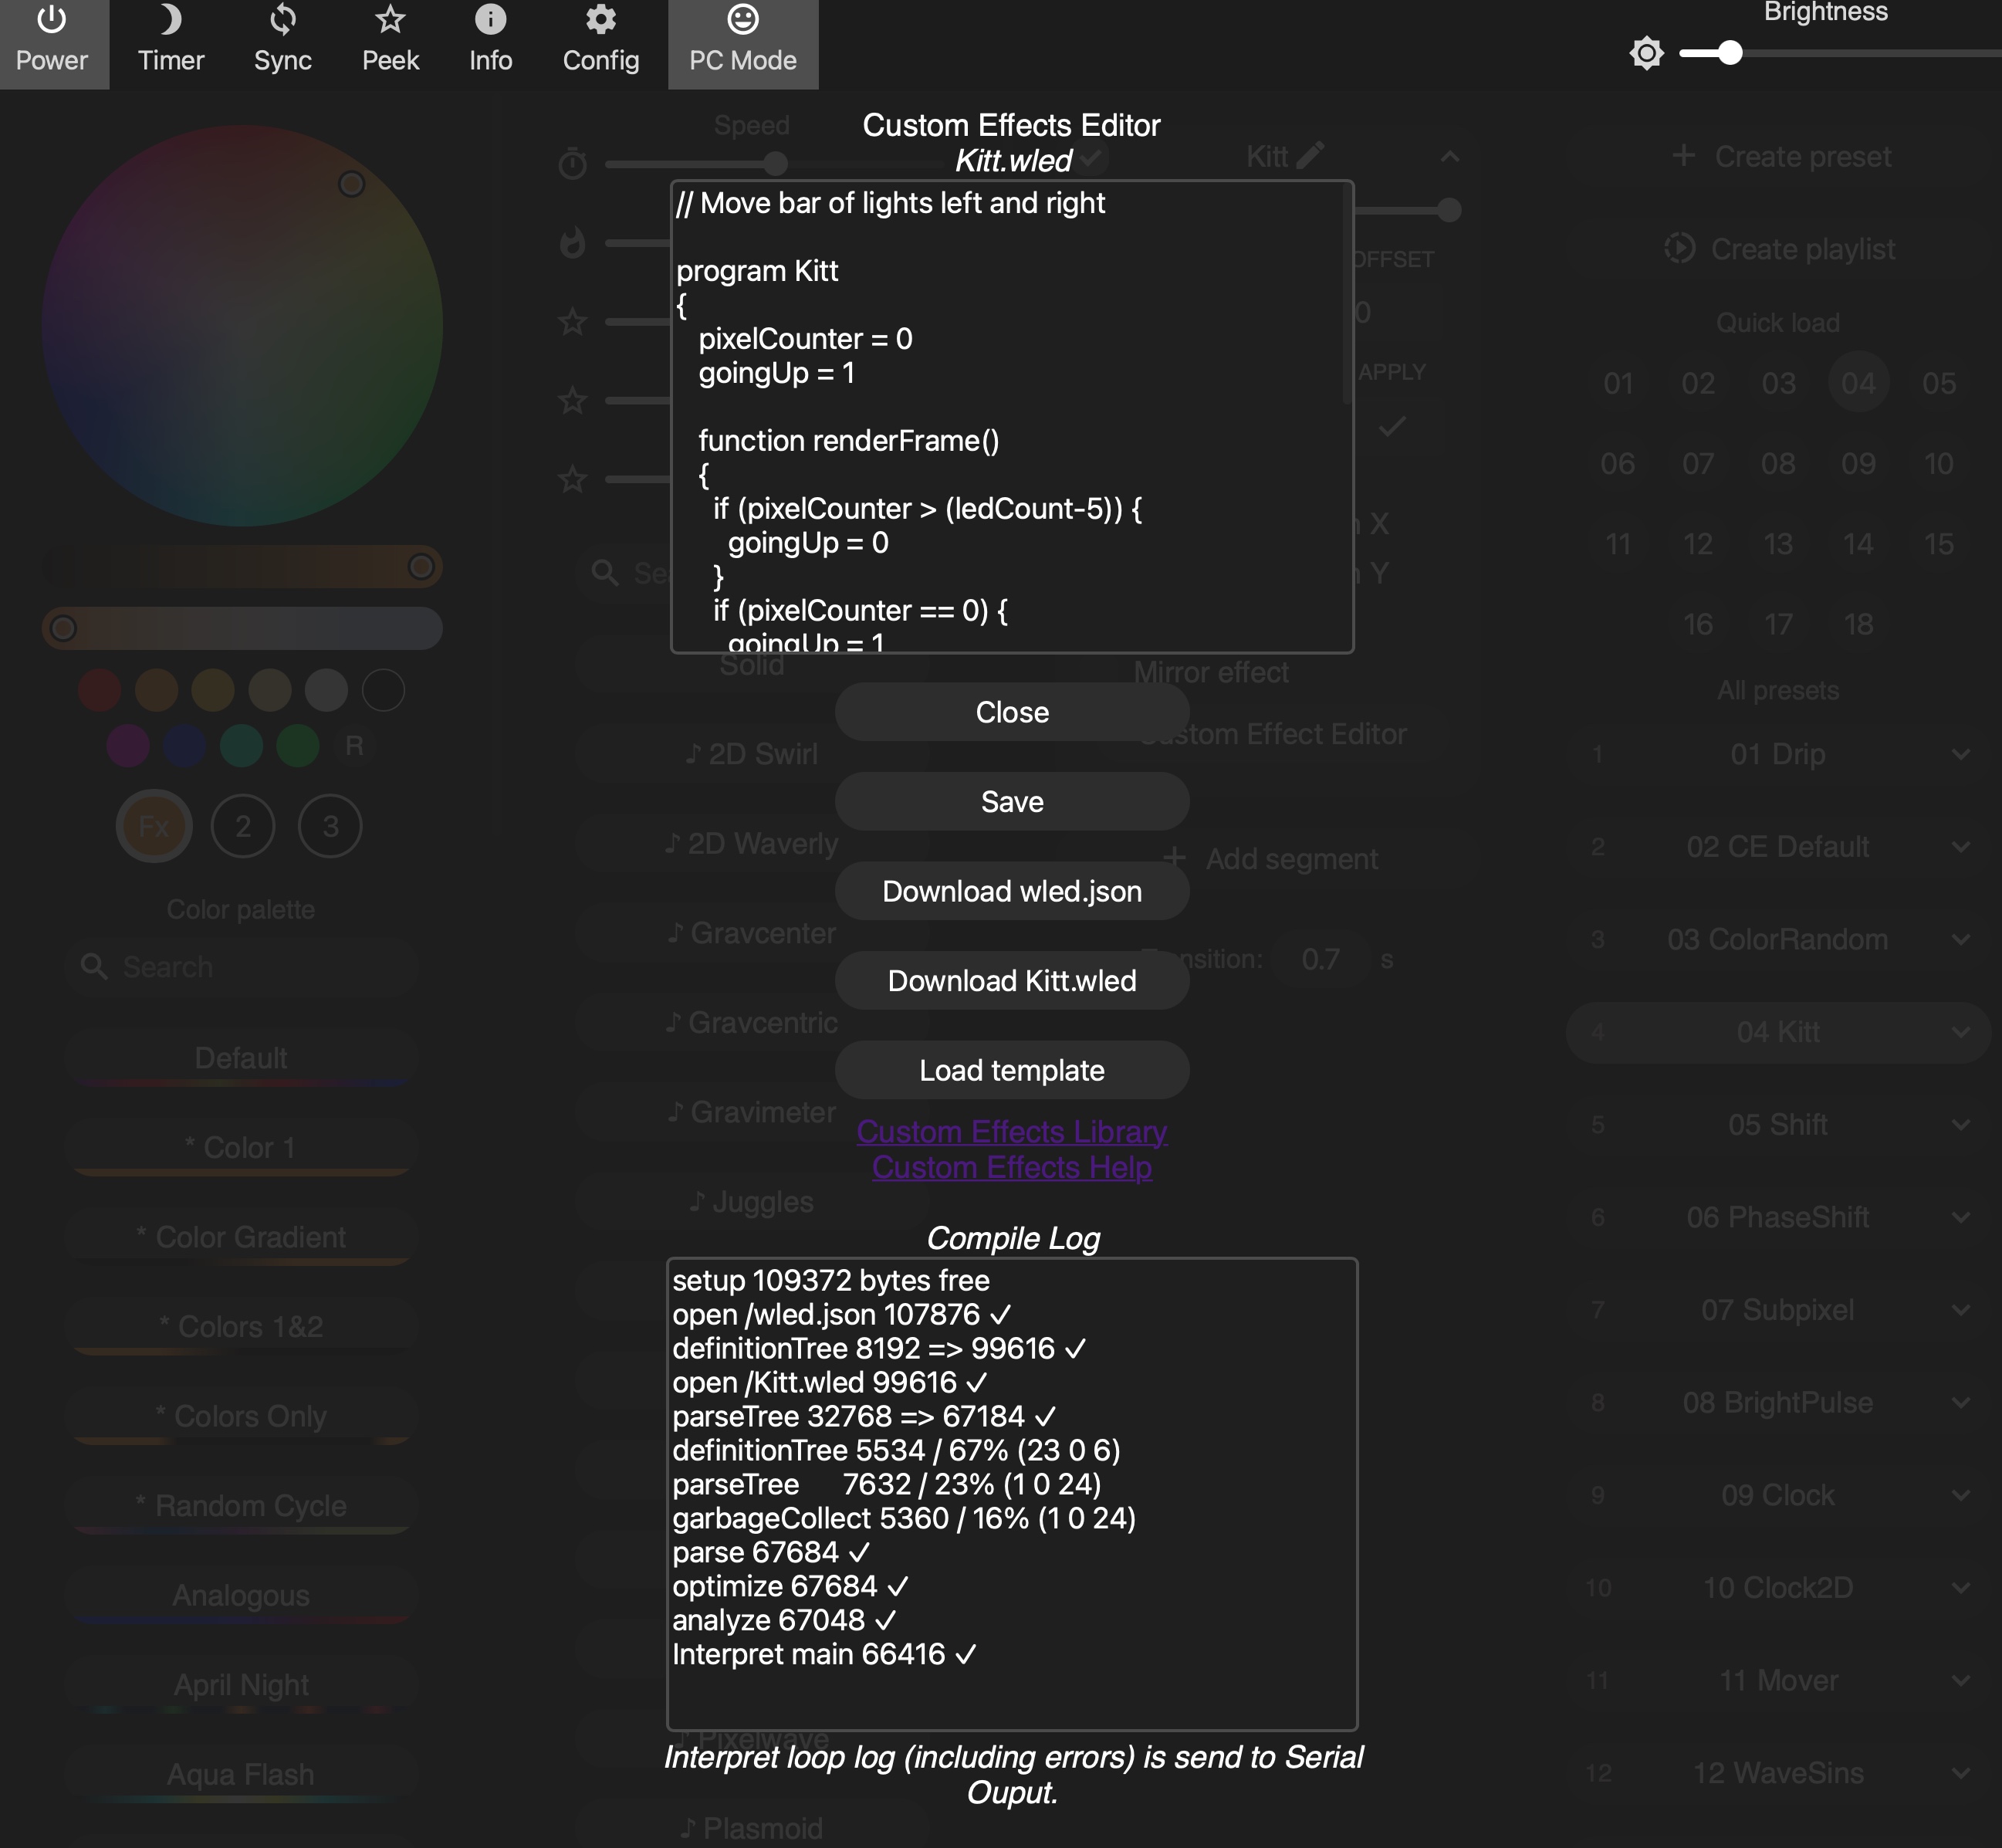 Power
Timer
Sync
Peek
Info
Config
PC Mode
Brightness
Speed
Custom Effects Editor
Kitt.wled
// Move bar of lights left and right
program Kitt
{
pixelCounter = 0
goingUp = 1
function renderFrame()
{
if (pixelCounter > (ledCount-5)) {
goingUp = 0
}
if (pixelCounter == 0) {
goingUp = 1
Close
Save
Download wled.json
Download Kitt.wled
Load template
Custom Effects Library
Custom Effects Help
Compile Log
setup 109372 bytes free
open /wled.json 107876 ✓
definitionTree 8192 => 99616 ✓
open /Kitt.wled 99616 ✓
parseTree 32768 => 67184 ✓
definitionTree 5534 / 67% (23 0 6)
parseTree 7632 / 23% (1 0 24)
garbageCollect 5360 / 16% (1 0 24)
parse 67684 ✓
optimize 67684 ✓
analyze 67048 ✓
Interpret main 66416 ✓
Interpret loop log (including errors) is send to Serial
Ouput.
R
Fx
2
3
Color palette
Search
Default
* Color 1
* Color Gradient
* Colors 1&2
* Colors Only
* Random Cycle
Analogous
April Night
Aqua Flash
Solid
♪ 2D Swirl
♪ 2D Waverly
♪ Gravcenter
♪ Gravcentric
♪ Gravimeter
♪ Juggles
♪ Pixelwave
♪ Plasmoid
Kitt
OFFSET
0
APPLY
X
Y
Mirror effect
Custom Effect Editor
+ Add segment
0.7 s
+ Create preset
Create playlist
Quick load
01 02 03 04 05
06 07 08 09 10
11 12 13 14 15
16 17 18
All presets
1 01 Drip
2 02 CE Default
3 03 ColorRandom
4 04 Kitt
5 05 Shift
6 06 PhaseShift
7 07 Subpixel
8 08 BrightPulse
9 09 Clock
10 10 Clock2D
11 11 Mover
12 12 WaveSins